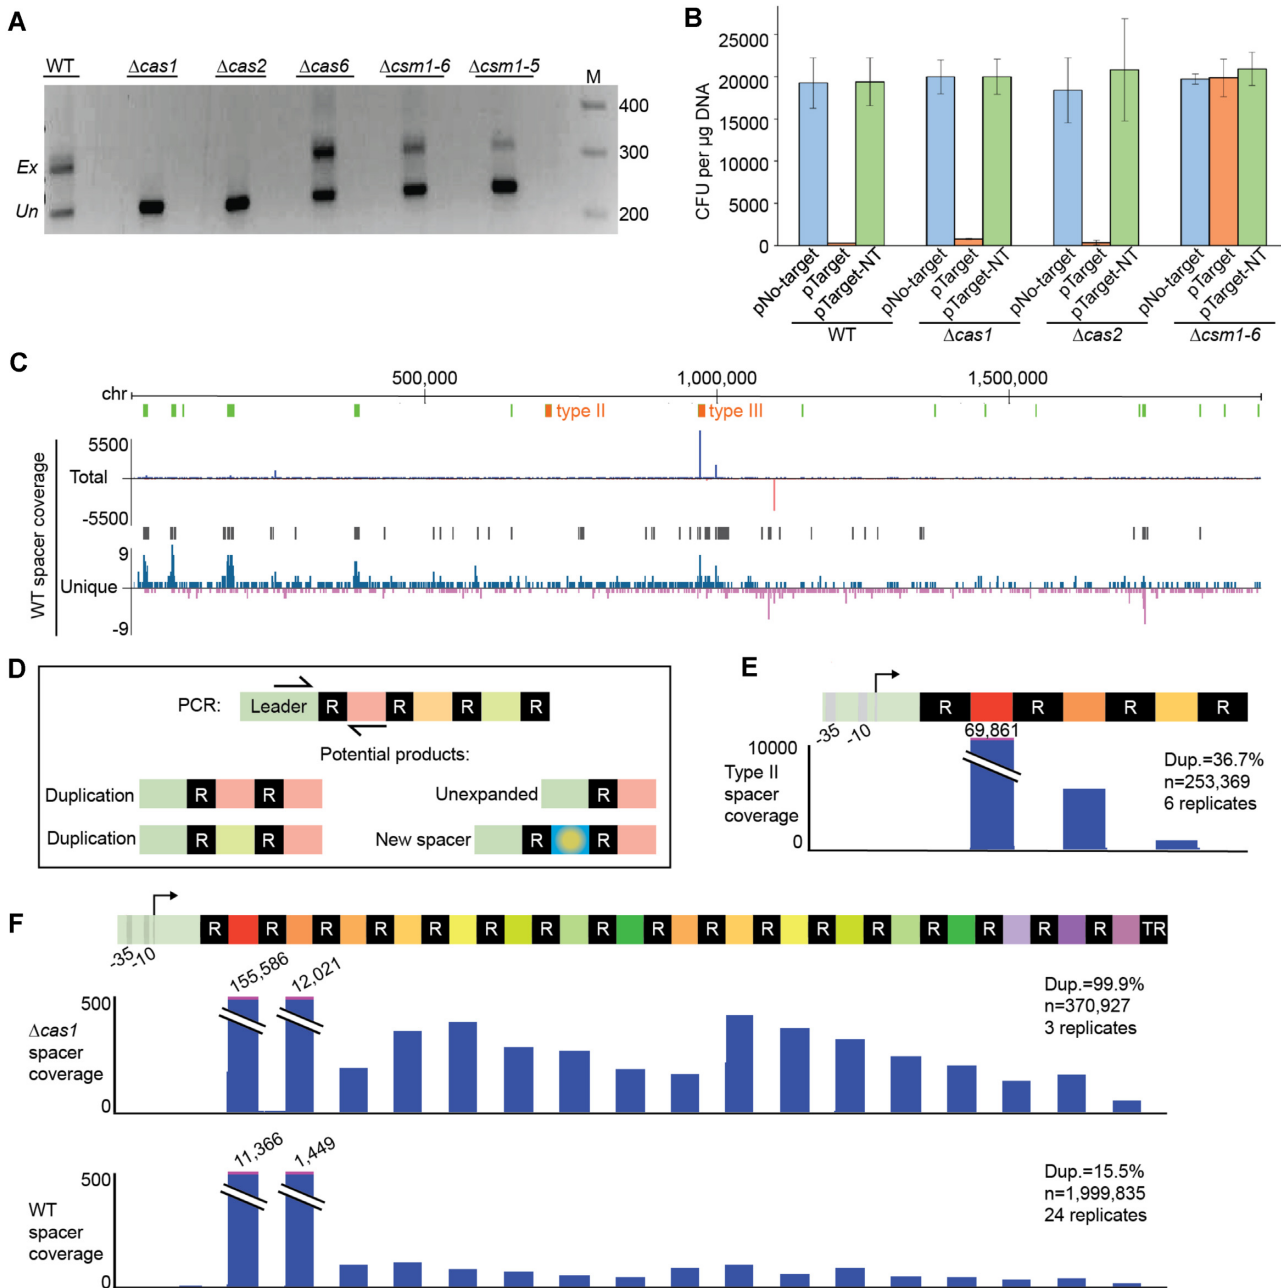 A
WT Δcas1 Δcas2 Δcas6 Δcsm1-6 Δcsm1-5 M
400
Ex 300
Un 200
B
CFU per µg DNA
25000
20000
15000
10000
5000
0
pNo-target pTarget pTarget-NT pNo-target pTarget pTarget-NT pNo-target pTarget pTarget-NT pNo-target pTarget pTarget-NT
WT Δcas1 Δcas2 Δcsm1-6
C
chr 500,000 1,000,000 1,500,000
type II type III
WT spacer coverage
5500
Total
-5500
9
Unique
-9
D
PCR: Leader R R R R
Potential products:
Duplication R R
Unexpanded R
Duplication R R
New spacer R R
E
-35 -10 R R R R
69,861
10000
Type II
spacer
coverage
0
Dup.=36.7%
n=253,369
6 replicates
F
-35 -10 R R R R R R R R R R R R R R R R R TR
155,586 12,021
500
Δcas1
spacer
coverage
0
Dup.=99.9%
n=370,927
3 replicates
11,366 1,449
500
WT
spacer
coverage
0
Dup.=15.5%
n=1,999,835
24 replicates